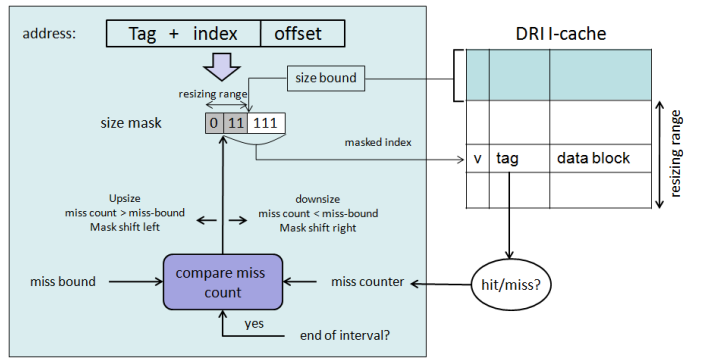 address:
Tag + index
offset
DRI I-cache
size bound
resizing range
size mask
0 11 111
masked index
v
tag
data block
resizing range
Upsize
miss count > miss-bound
Mask shift left
downsize
miss count < miss-bound
Mask shift right
miss bound
compare miss
count
miss counter
hit/miss?
yes
end of interval?